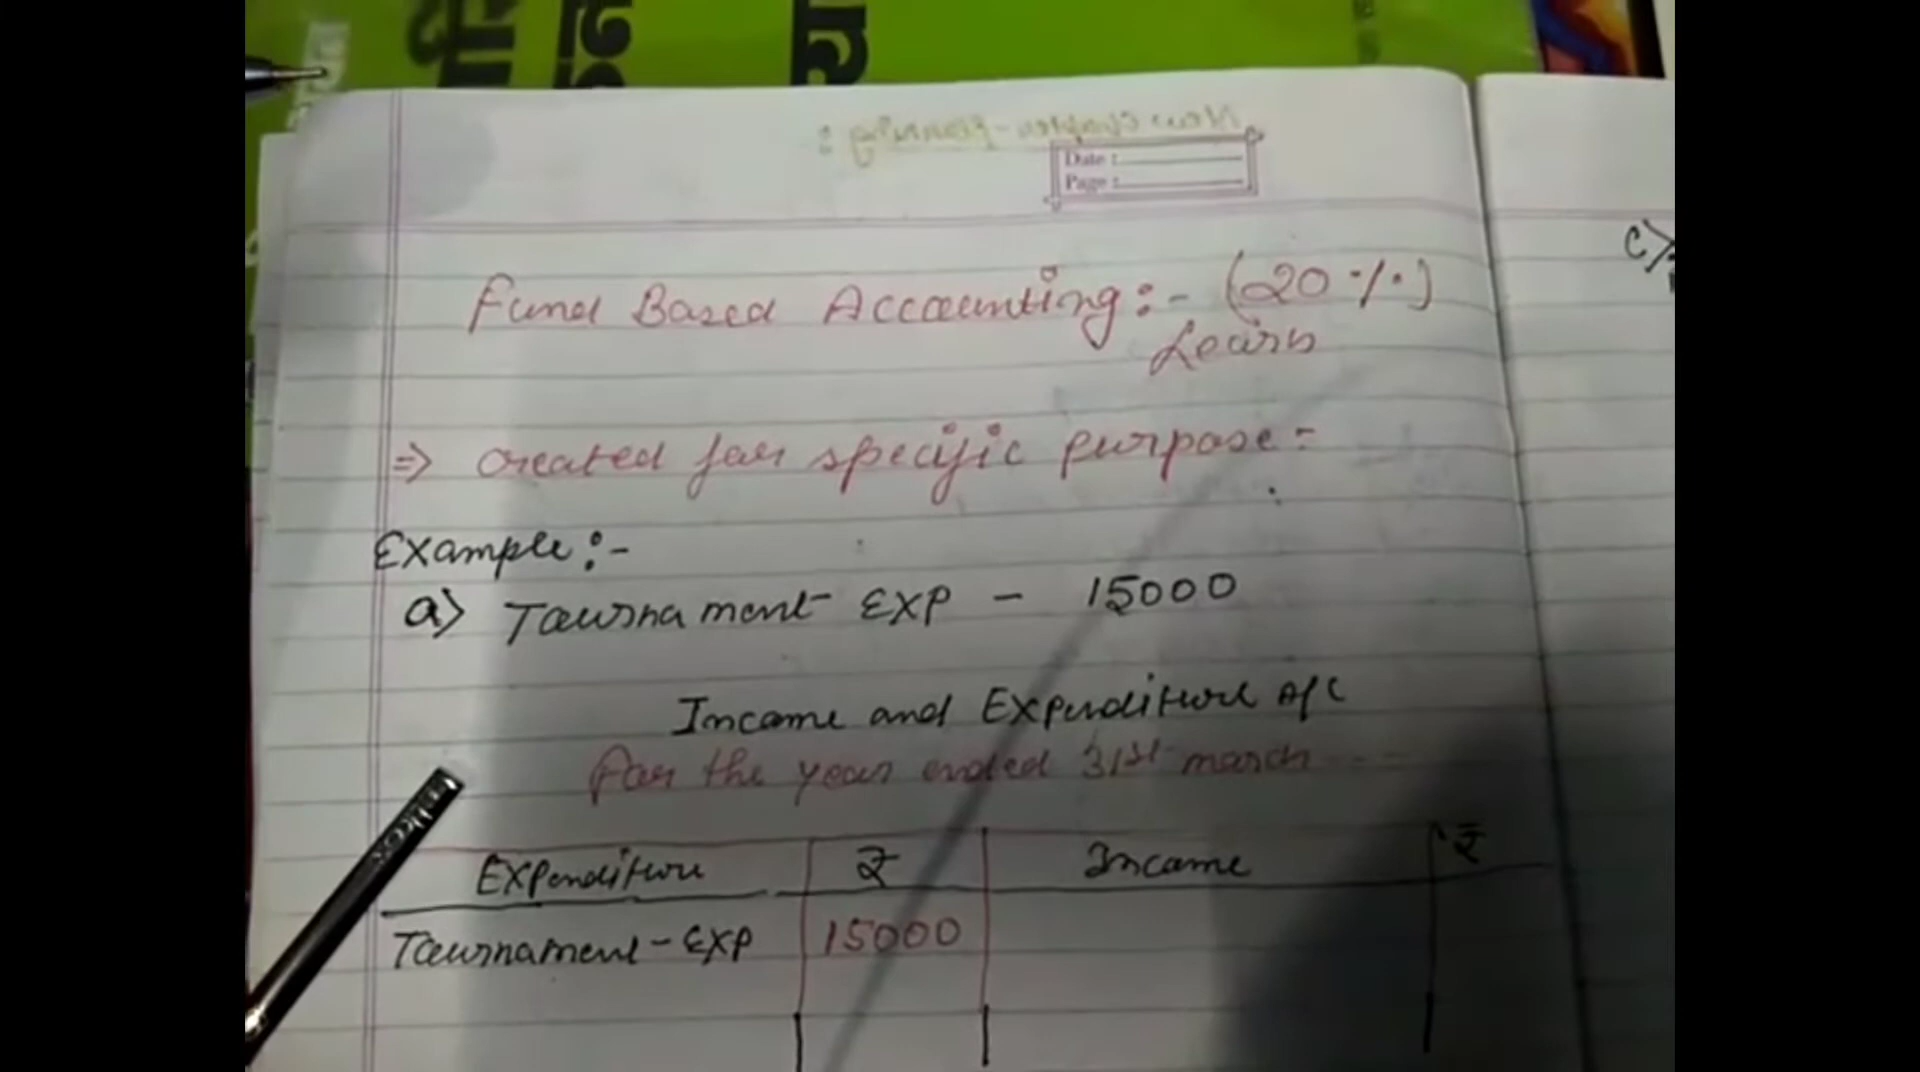 Date :
Page :
Fund Based Accounting:- (20%)
Learn
⇒ created for specific purpose=
Example:-
a) Tournament EXP - 15000
Income and Expenditure A/c
For the year ended 31st march ---
Expenditure ₹ Income ₹
Tournament-EXP 15000
c)